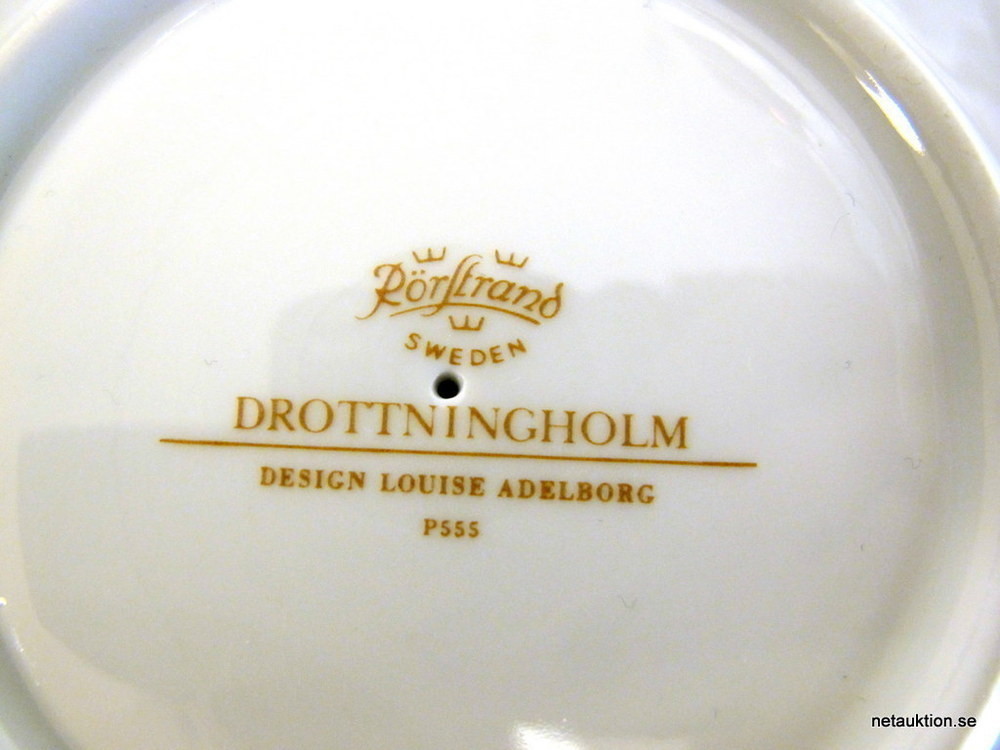 Rörstrand
SWEDEN
DROTTNINGHOLM
DESIGN LOUISE ADELBORG
P555
netauktion.se